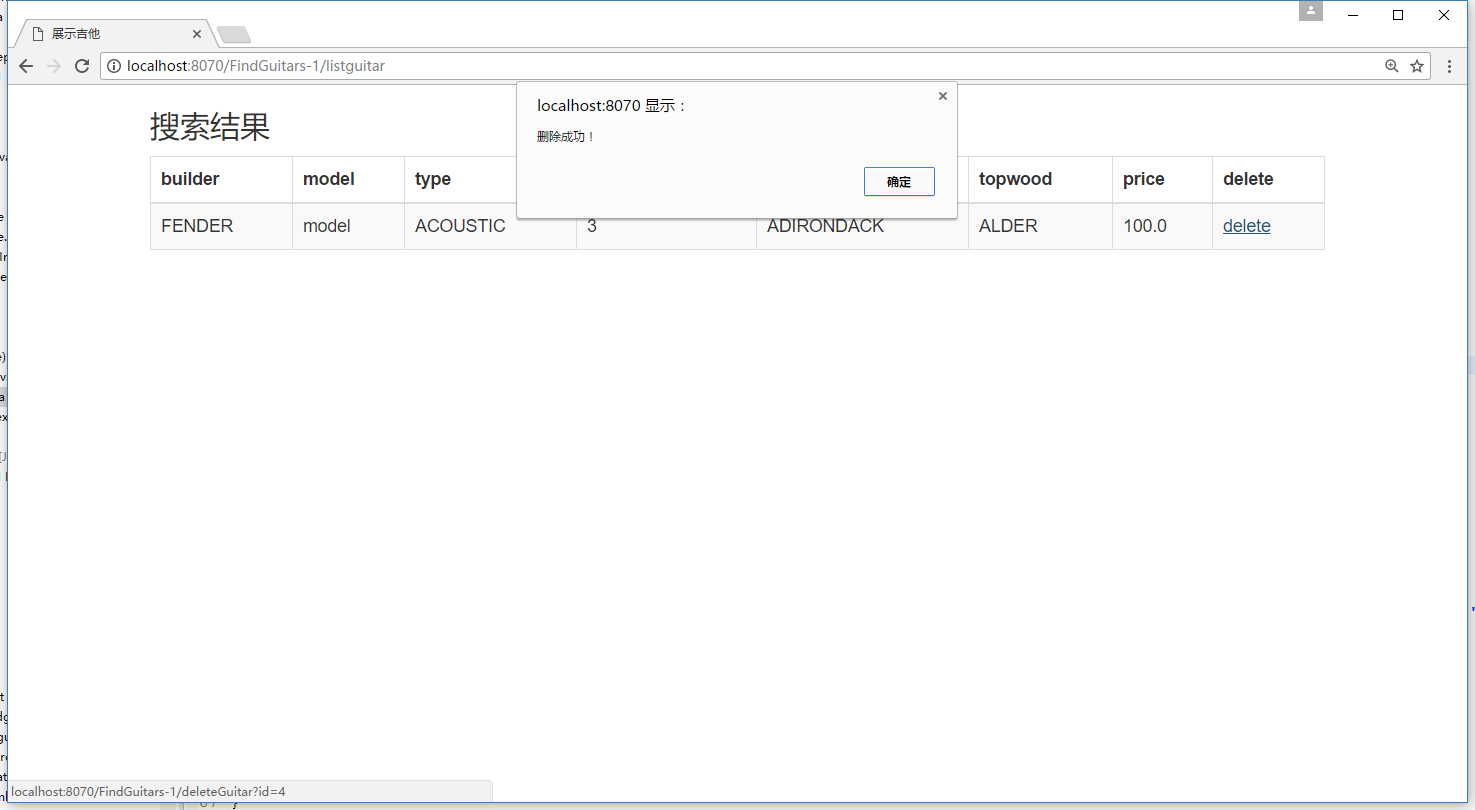 展示吉他
localhost:8070/FindGuitars-1/listguitar
localhost:8070 显示：
删除成功！
确定
搜索结果
builder model type topwood price delete
FENDER model ACOUSTIC 3 ADIRONDACK ALDER 100.0 delete
localhost:8070/FindGuitars-1/deleteGuitar?id=4